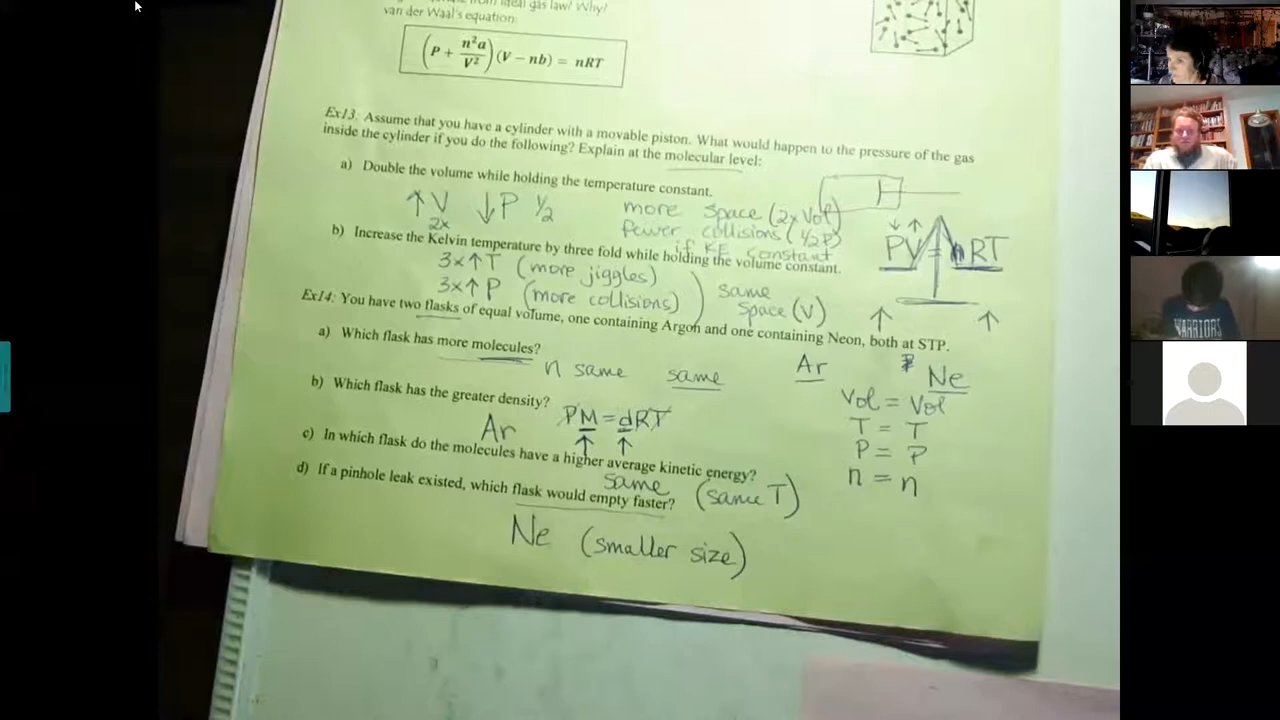 from ideal gas law? Why?
van der Waal's equation:
(P + n²a/V²)(V − nb) = nRT
Ex13: Assume that you have a cylinder with a movable piston. What would happen to the pressure of the gas
inside the cylinder if you do the following? Explain at the molecular level:
a) Double the volume while holding the temperature constant.
↑V ↓P ½
2x
more space (2x Vol)
fewer collisions (½P)
if KE constant
PV = nRT
b) Increase the Kelvin temperature by three fold while holding the volume constant.
3x↑T (more jiggles)
3x↑P (more collisions)
same
space (V)
Ex14: You have two flasks of equal volume, one containing Argon and one containing Neon, both at STP.
a) Which flask has more molecules?
n same same
Ar Ne
Vol = Vol
T = T
P = P
n = n
b) Which flask has the greater density?
Ar PM = dRT
c) In which flask do the molecules have a higher average kinetic energy?
same (same T)
d) If a pinhole leak existed, which flask would empty faster?
Ne (smaller size)
WARRIORS